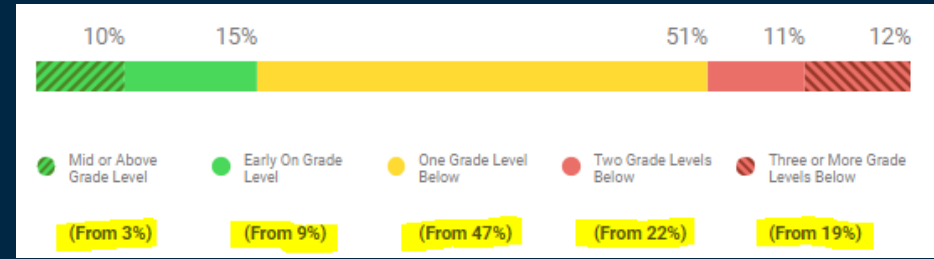 10% 15% 51% 11% 12%
Mid or Above
Grade Level
Early On Grade
Level
One Grade Level
Below
Two Grade Levels
Below
Three or More Grade
Levels Below
(From 3%) (From 9%) (From 47%) (From 22%) (From 19%)